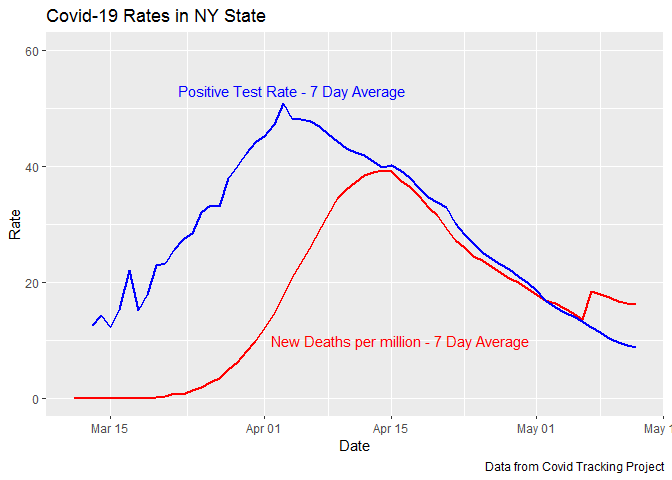 Covid-19 Rates in NY State
60
Positive Test Rate - 7 Day Average
40
Rate
20
New Deaths per million - 7 Day Average
0
Mar 15 Apr 01 Apr 15 May 01 May 1
Date
Data from Covid Tracking Project